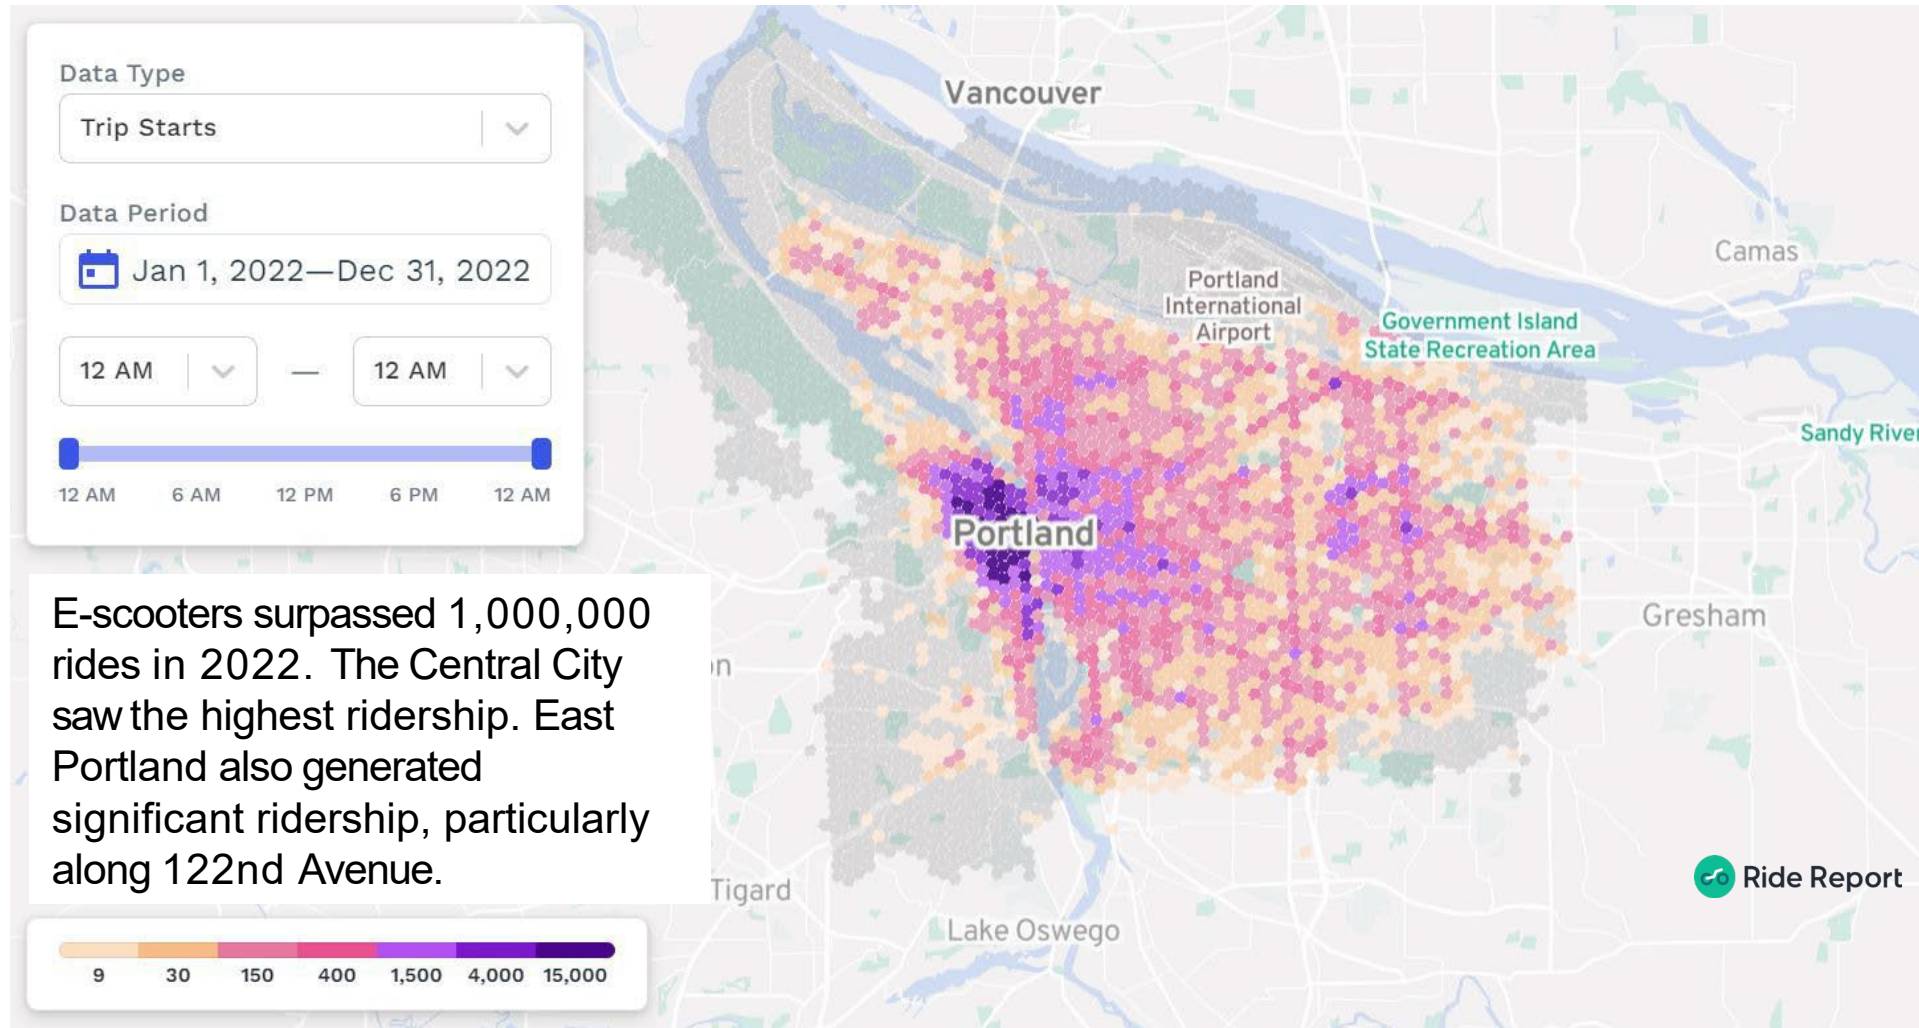 Data Type
Trip Starts
Data Period
Jan 1, 2022—Dec 31, 2022
12 AM — 12 AM
12 AM 6 AM 12 PM 6 PM 12 AM
E-scooters surpassed 1,000,000
rides in 2022. The Central City
saw the highest ridership. East
Portland also generated
significant ridership, particularly
along 122nd Avenue.
9 30 150 400 1,500 4,000 15,000
Vancouver
Camas
Portland
International
Airport
Government Island
State Recreation Area
Sandy River
Portland
Gresham
Tigard
Lake Oswego
Ride Report